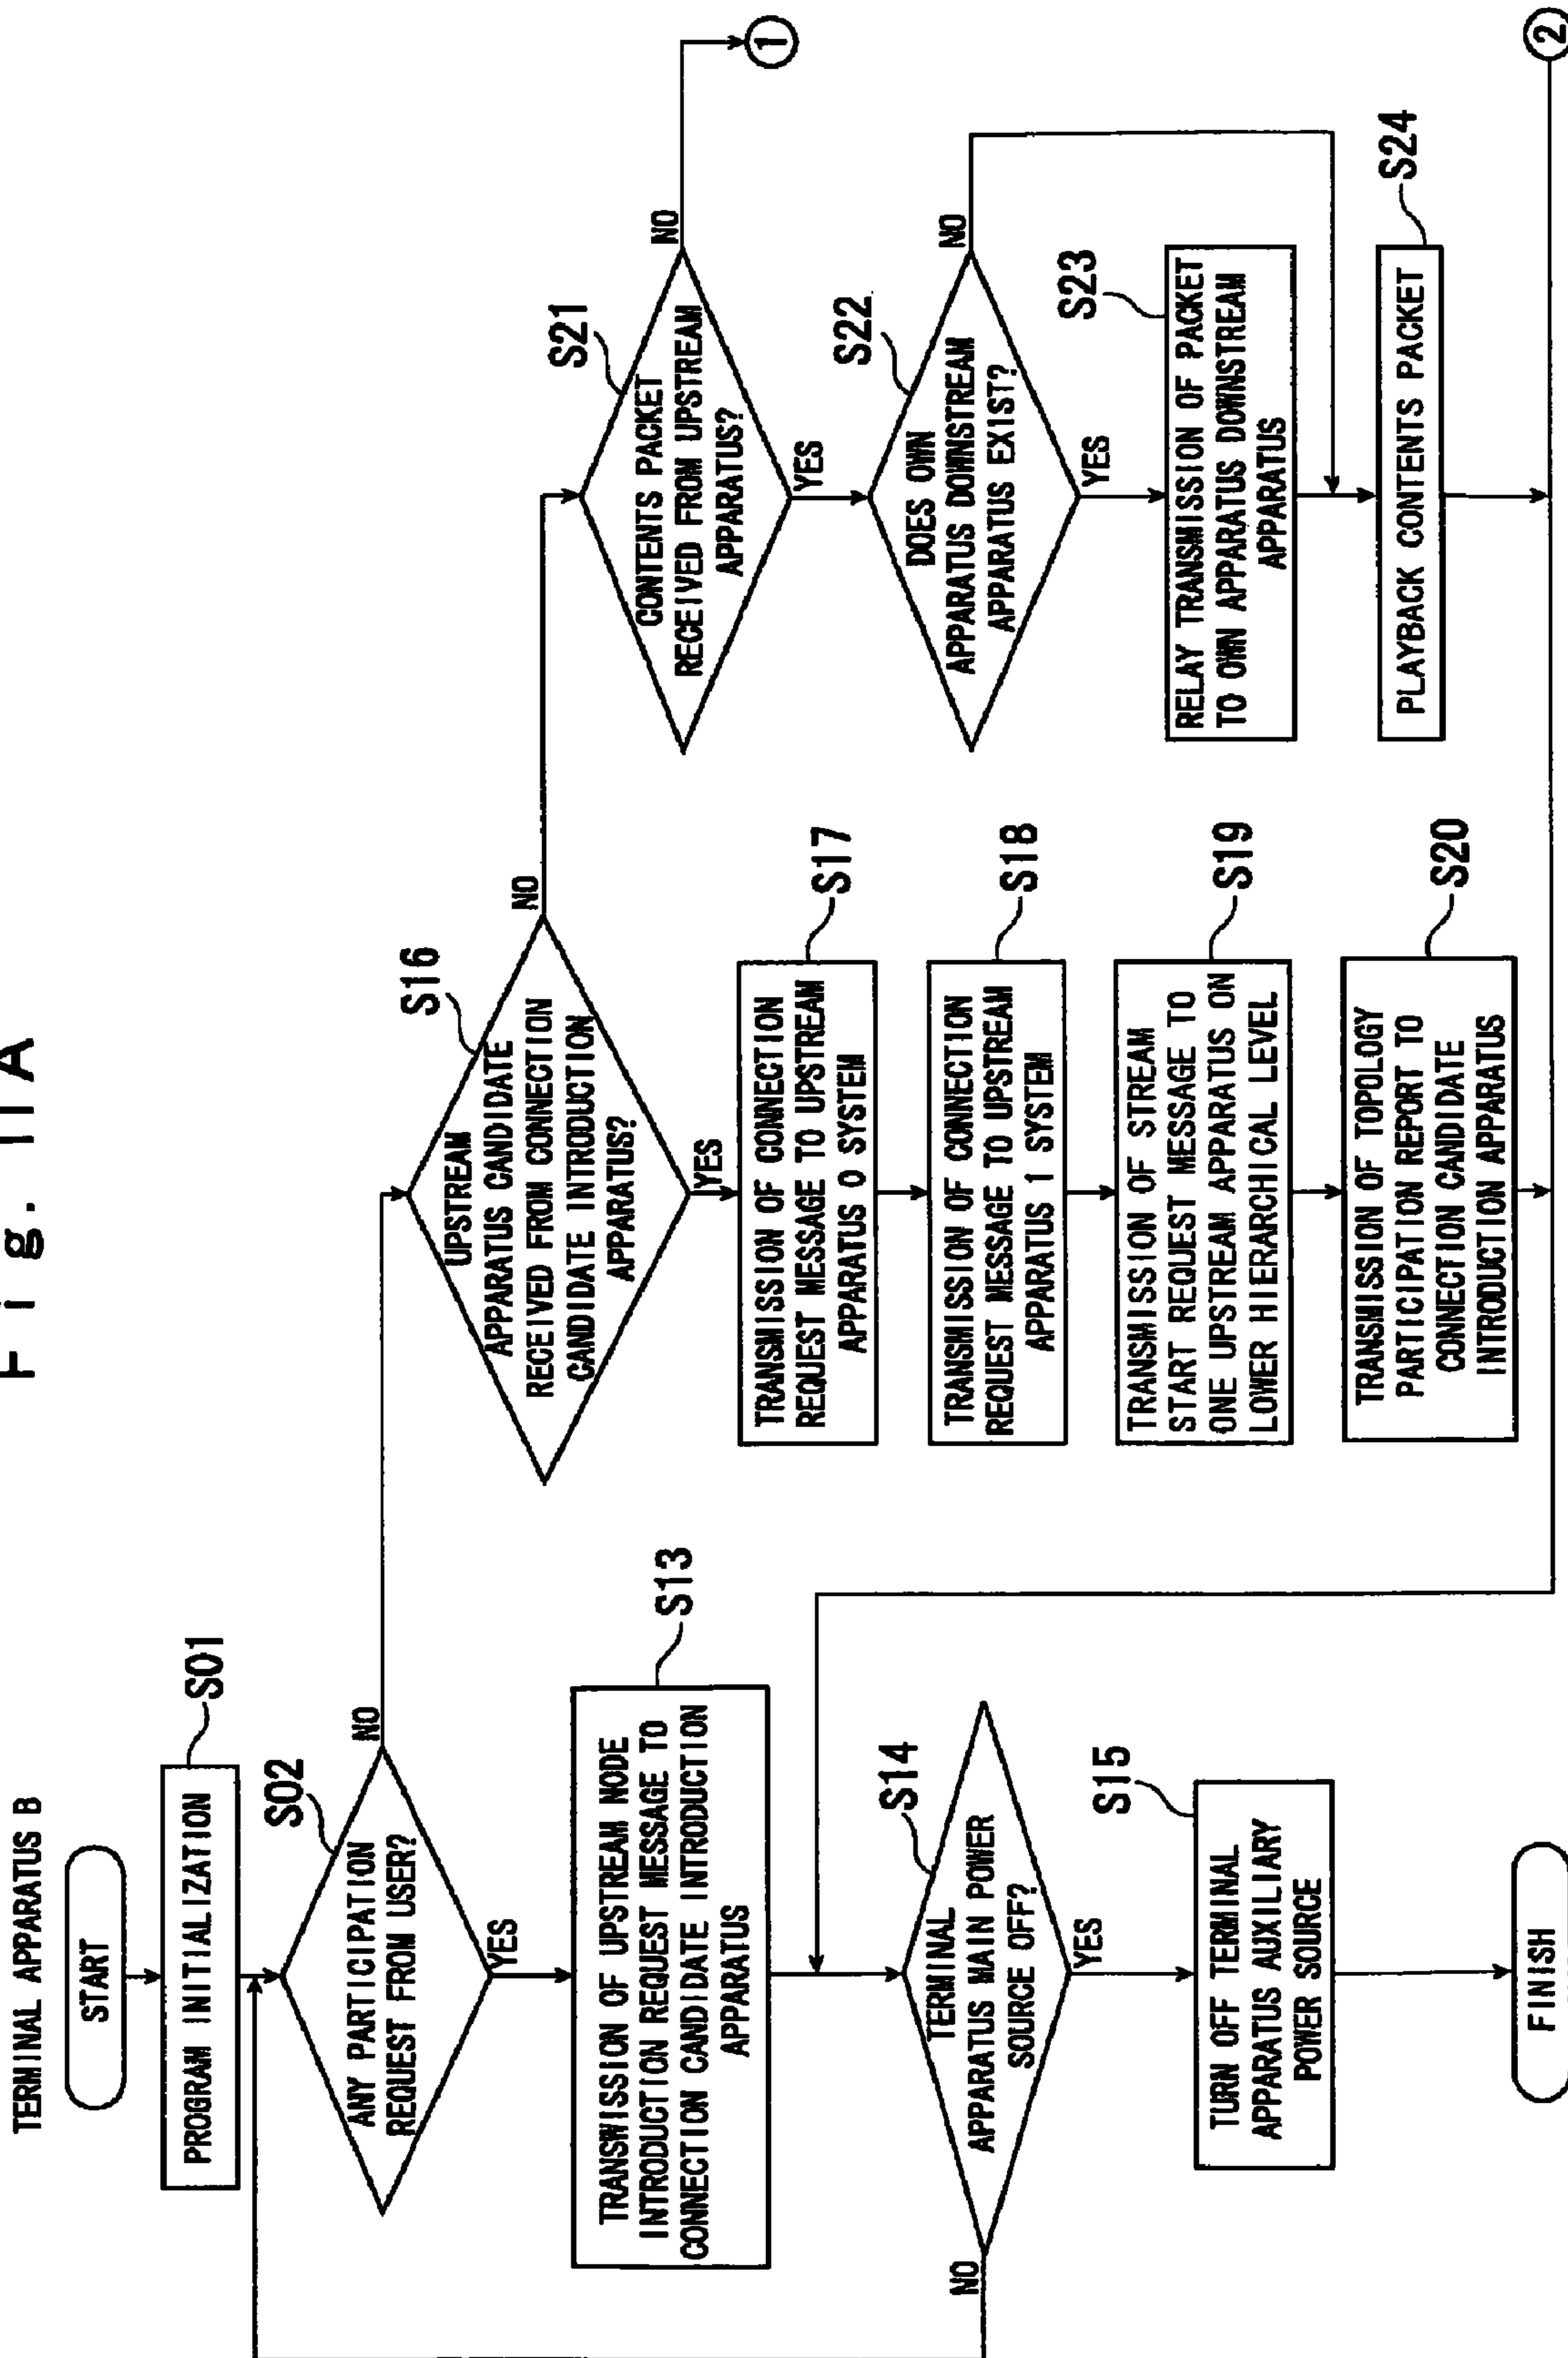 Fig. 11A
TERMINAL APPARATUS B
START
PROGRAM INITIALIZATION
S01
ANY PARTICIPATION
REQUEST FROM USER?
S02
NO
YES
TRANSMISSION OF UPSTREAM NODE
INTRODUCTION REQUEST MESSAGE TO
CONNECTION CANDIDATE INTRODUCTION
APPARATUS
S13
TERMINAL
APPARATUS MAIN POWER
SOURCE OFF?
S14
NO
YES
TURN OFF TERMINAL
APPARATUS AUXILIARY
POWER SOURCE
S15
FINISH
UPSTREAM
APPARATUS CANDIDATE
RECEIVED FROM CONNECTION
CANDIDATE INTRODUCTION
APPARATUS?
S16
NO
YES
TRANSMISSION OF CONNECTION
REQUEST MESSAGE TO UPSTREAM
APPARATUS 0 SYSTEM
S17
TRANSMISSION OF CONNECTION
REQUEST MESSAGE TO UPSTREAM
APPARATUS 1 SYSTEM
S18
TRANSMISSION OF STREAM
START REQUEST MESSAGE TO
ONE UPSTREAM APPARATUS ON
LOWER HIERARCHICAL LEVEL
S19
TRANSMISSION OF TOPOLOGY
PARTICIPATION REPORT TO
CONNECTION CANDIDATE
INTRODUCTION APPARATUS
S20
CONTENTS PACKET
RECEIVED FROM UPSTREAM
APPARATUS?
S21
NO
YES
1
DOES OWN
APPARATUS DOWNSTREAM
APPARATUS EXIST?
S22
NO
YES
RELAY TRANSMISSION OF PACKET
TO OWN APPARATUS DOWNSTREAM
APPARATUS
S23
PLAYBACK CONTENTS PACKET
S24
2